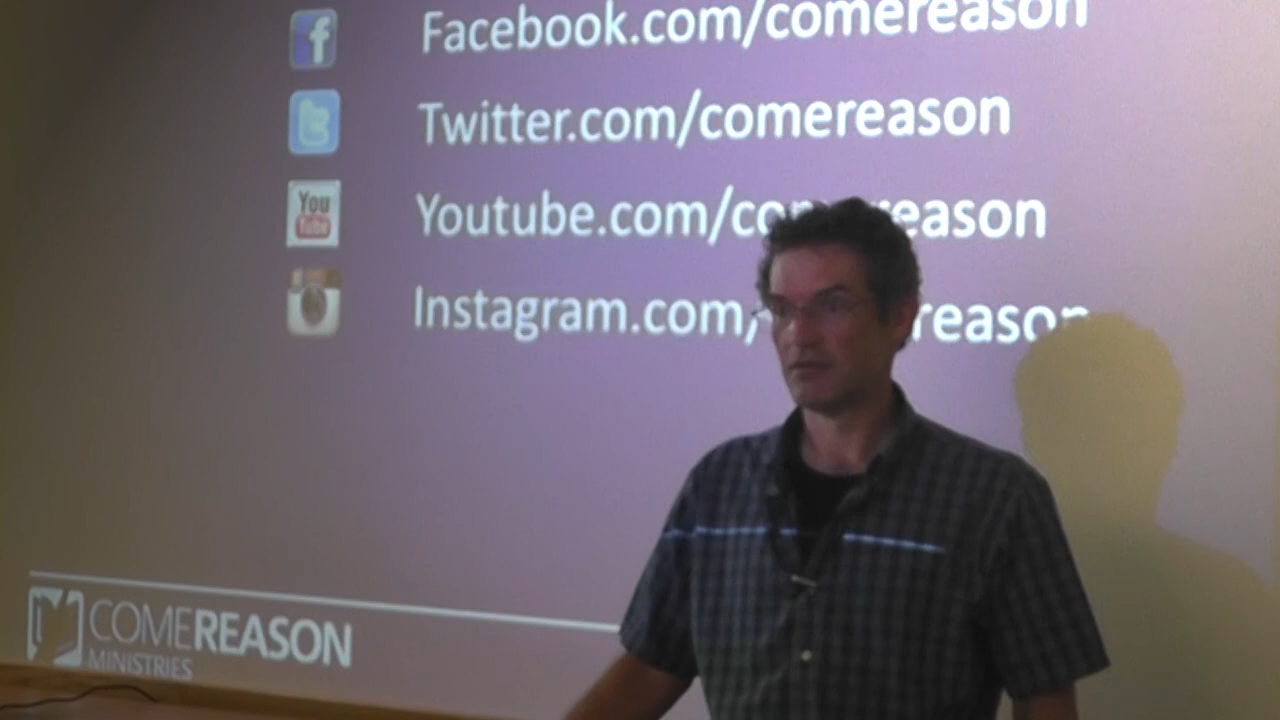 Facebook.com/comereason
Twitter.com/comereason
You
Tube
Youtube.com/co reason
Instagram.com/ reason
COMEREASON
MINISTRIES